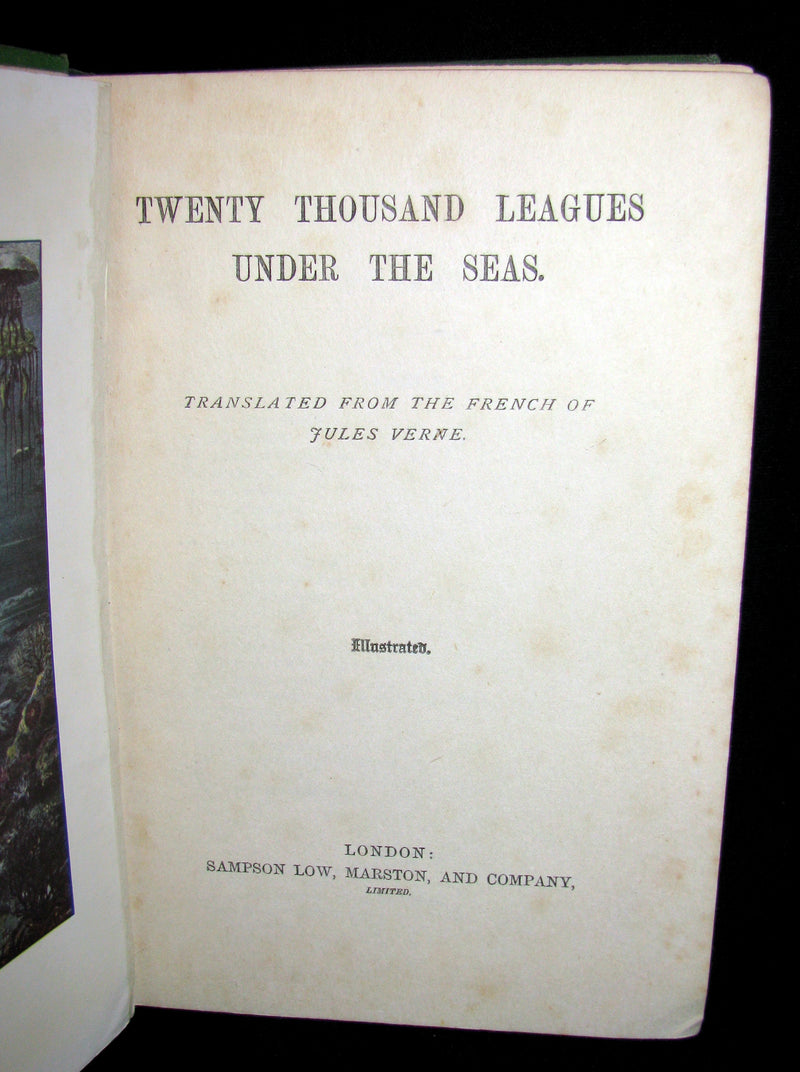 TWENTY THOUSAND LEAGUES
UNDER THE SEAS.
TRANSLATED FROM THE FRENCH OF
JULES VERNE.
Illustrated.
LONDON:
SAMPSON LOW, MARSTON, AND COMPANY,
LIMITED.